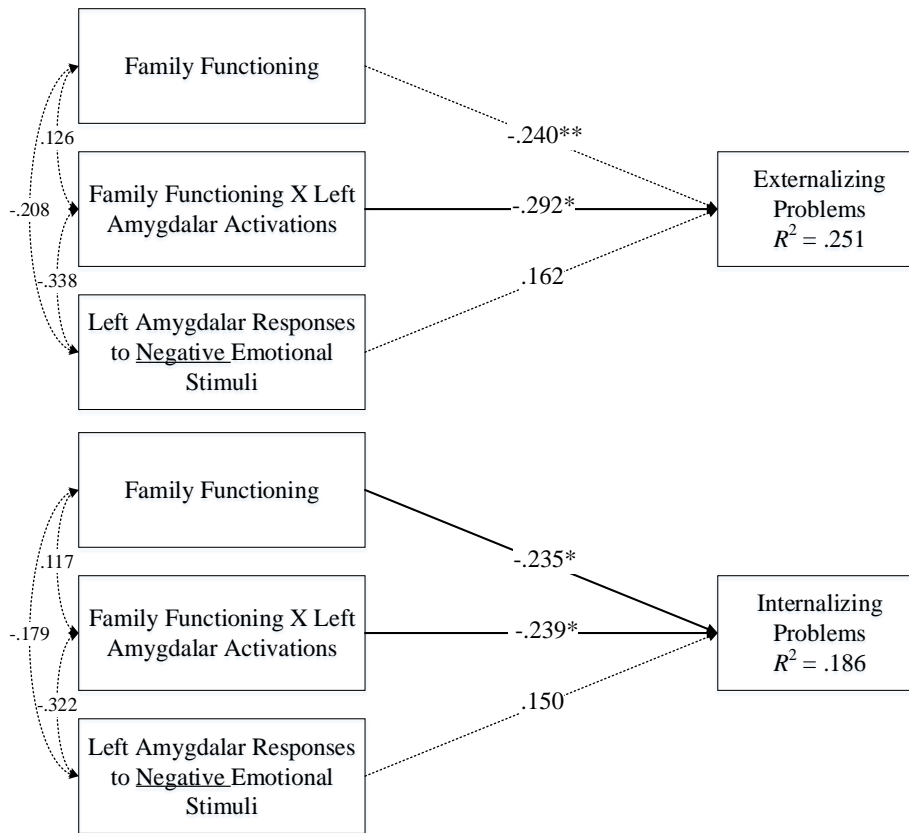 Family Functioning
.126
-.240**
Family Functioning X Left
Amygdalar Activations
-.208
-.292*
Externalizing
Problems
R² = .251
-.338
.162
Left Amygdalar Responses
to Negative Emotional
Stimuli
Family Functioning
.117
-.235*
Family Functioning X Left
Amygdalar Activations
-.179
-.239*
Internalizing
Problems
R² = .186
-.322
.150
Left Amygdalar Responses
to Negative Emotional
Stimuli